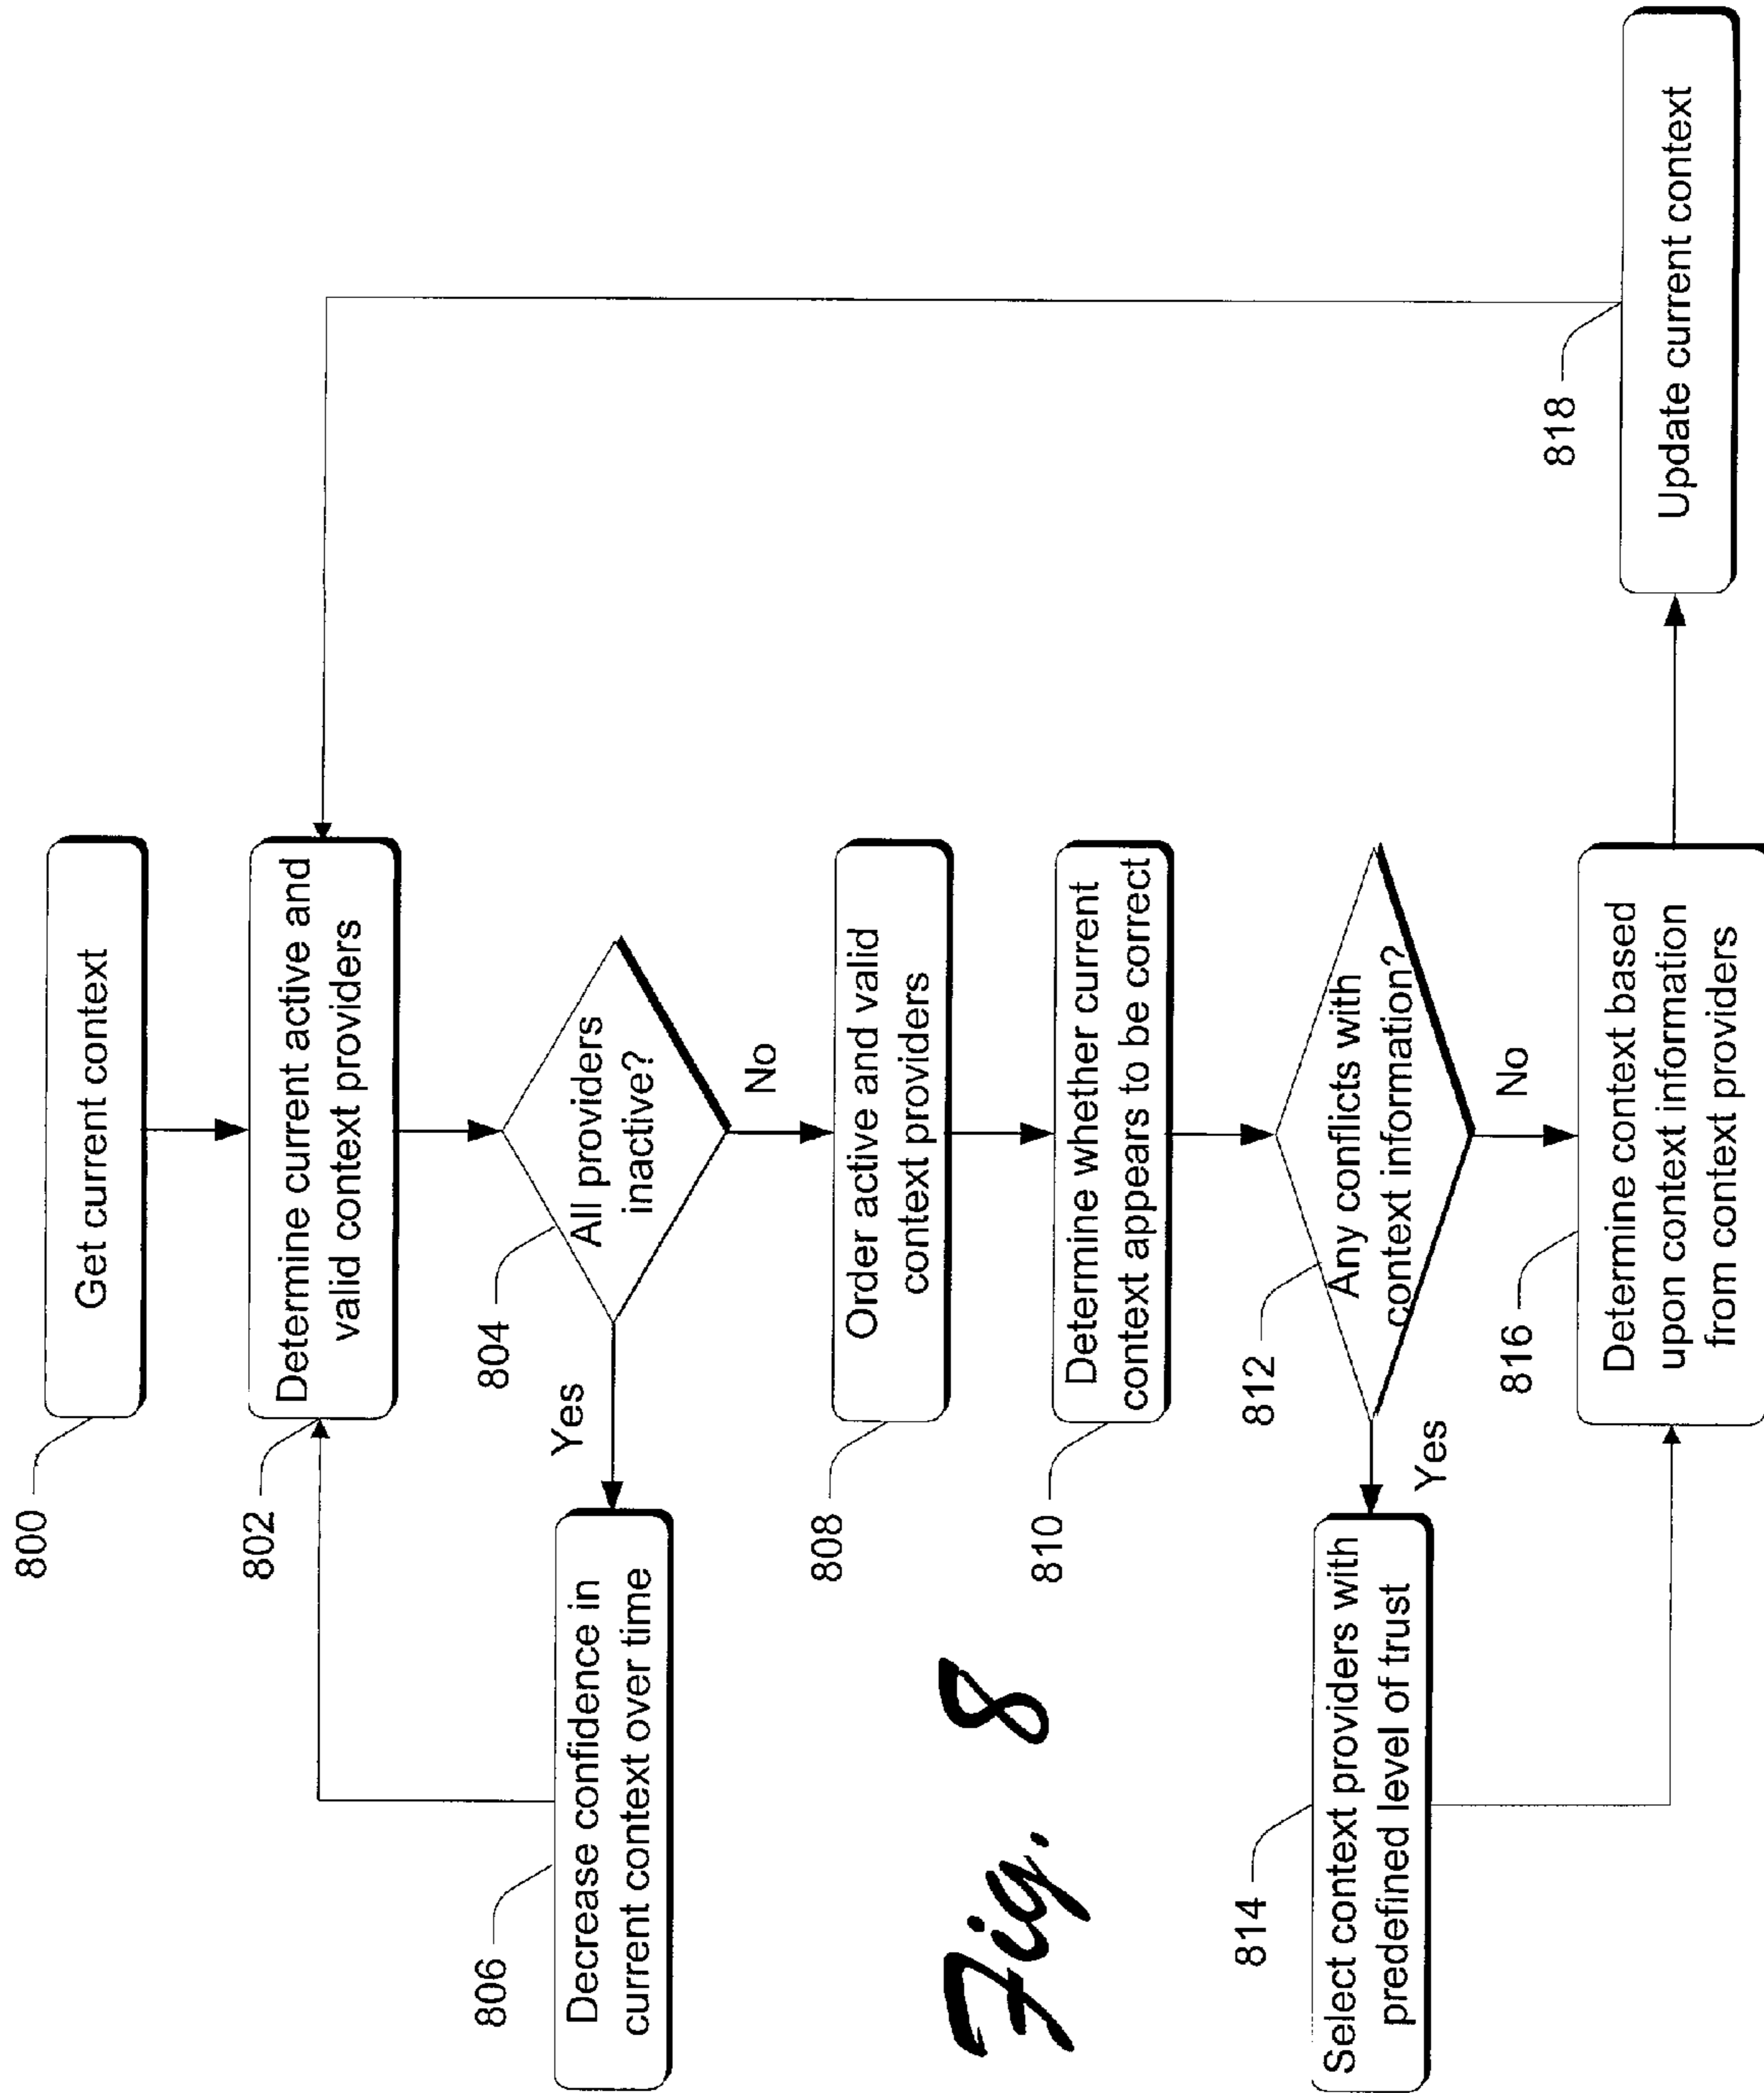 800
Get current context
802
Determine current active and
valid context providers
804
All providers
inactive?
Yes
No
806
Decrease confidence in
current context over time
808
Order active and valid
context providers
810
Determine whether current
context appears to be correct
812
Any conflicts with
context information?
Yes
No
814
Select context providers with
predefined level of trust
816
Determine context based
upon context information
from context providers
818
Update current context
Fig. 8